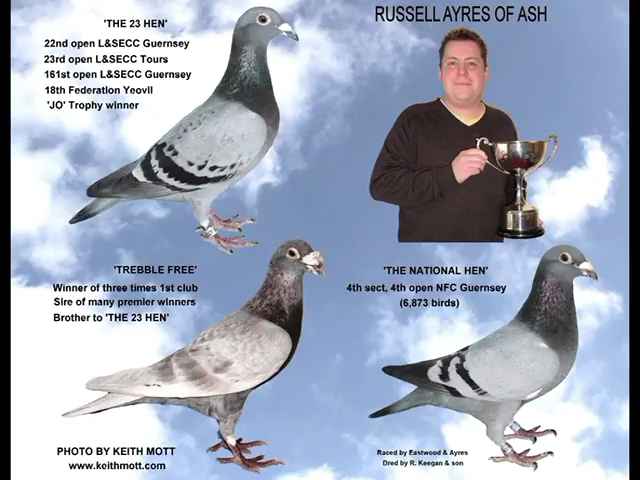 RUSSELL AYRES OF ASH
'THE 23 HEN'
22nd open L&SECC Guernsey
23rd open L&SECC Tours
161st open L&SECC Guernsey
18th Federation Yeovil
'JO' Trophy winner
'TREBBLE FREE'
Winner of three times 1st club
Sire of many premier winners
Brother to 'THE 23 HEN'
'THE NATIONAL HEN'
4th sect, 4th open NFC Guernsey
(6,873 birds)
PHOTO BY KEITH MOTT
www.keithmott.com
Raced by Eastwood & Ayres
Dred by R. Keegan & son